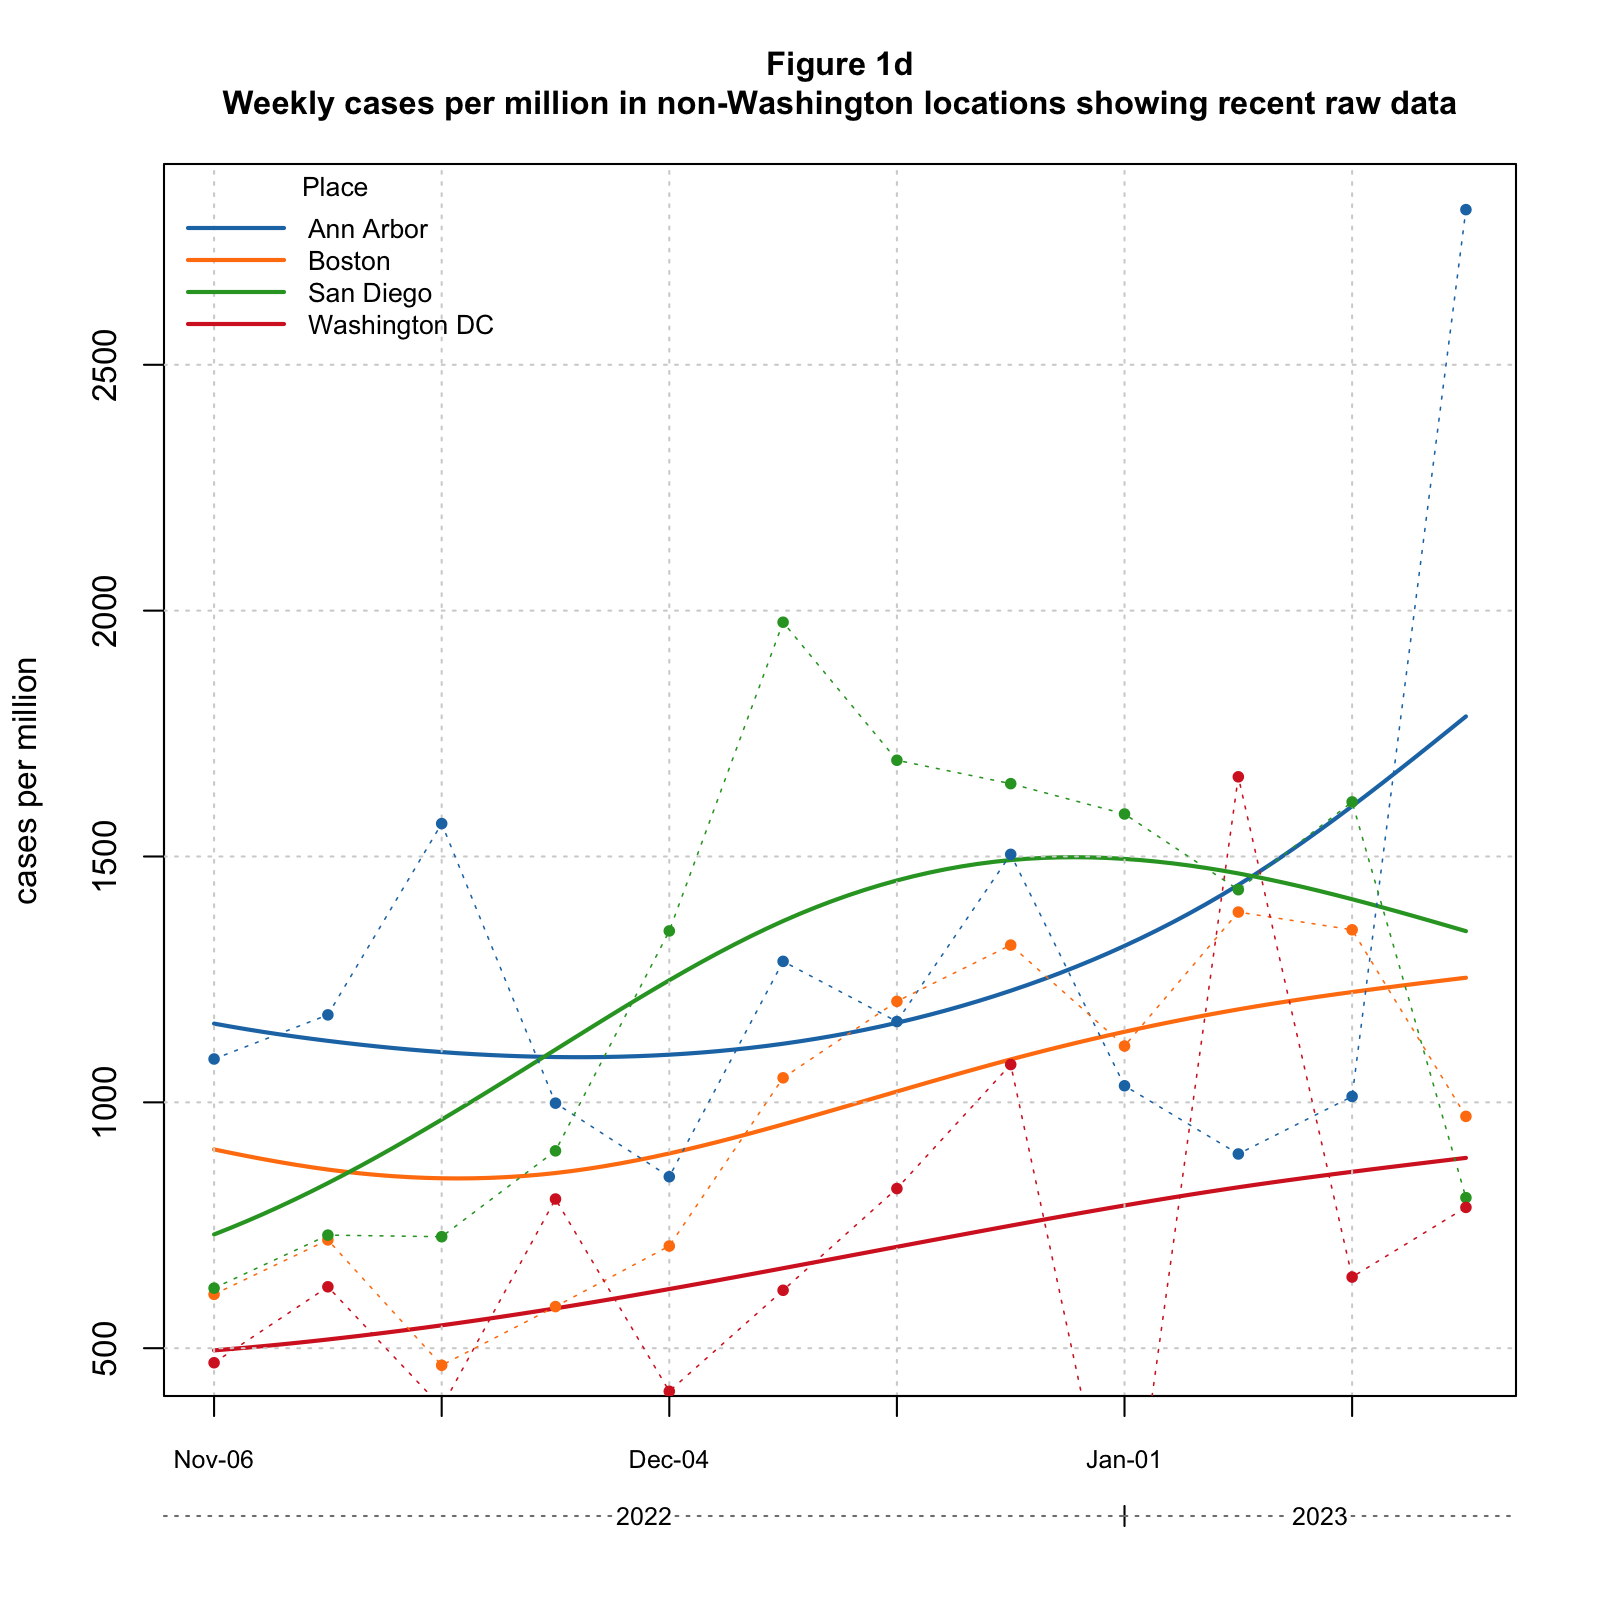 Figure 1d
Weekly cases per million in non-Washington locations showing recent raw data
Place
Ann Arbor
Boston
San Diego
Washington DC
cases per million
2500
2000
1500
1000
500
Nov-06
Dec-04
Jan-01
2022
2023